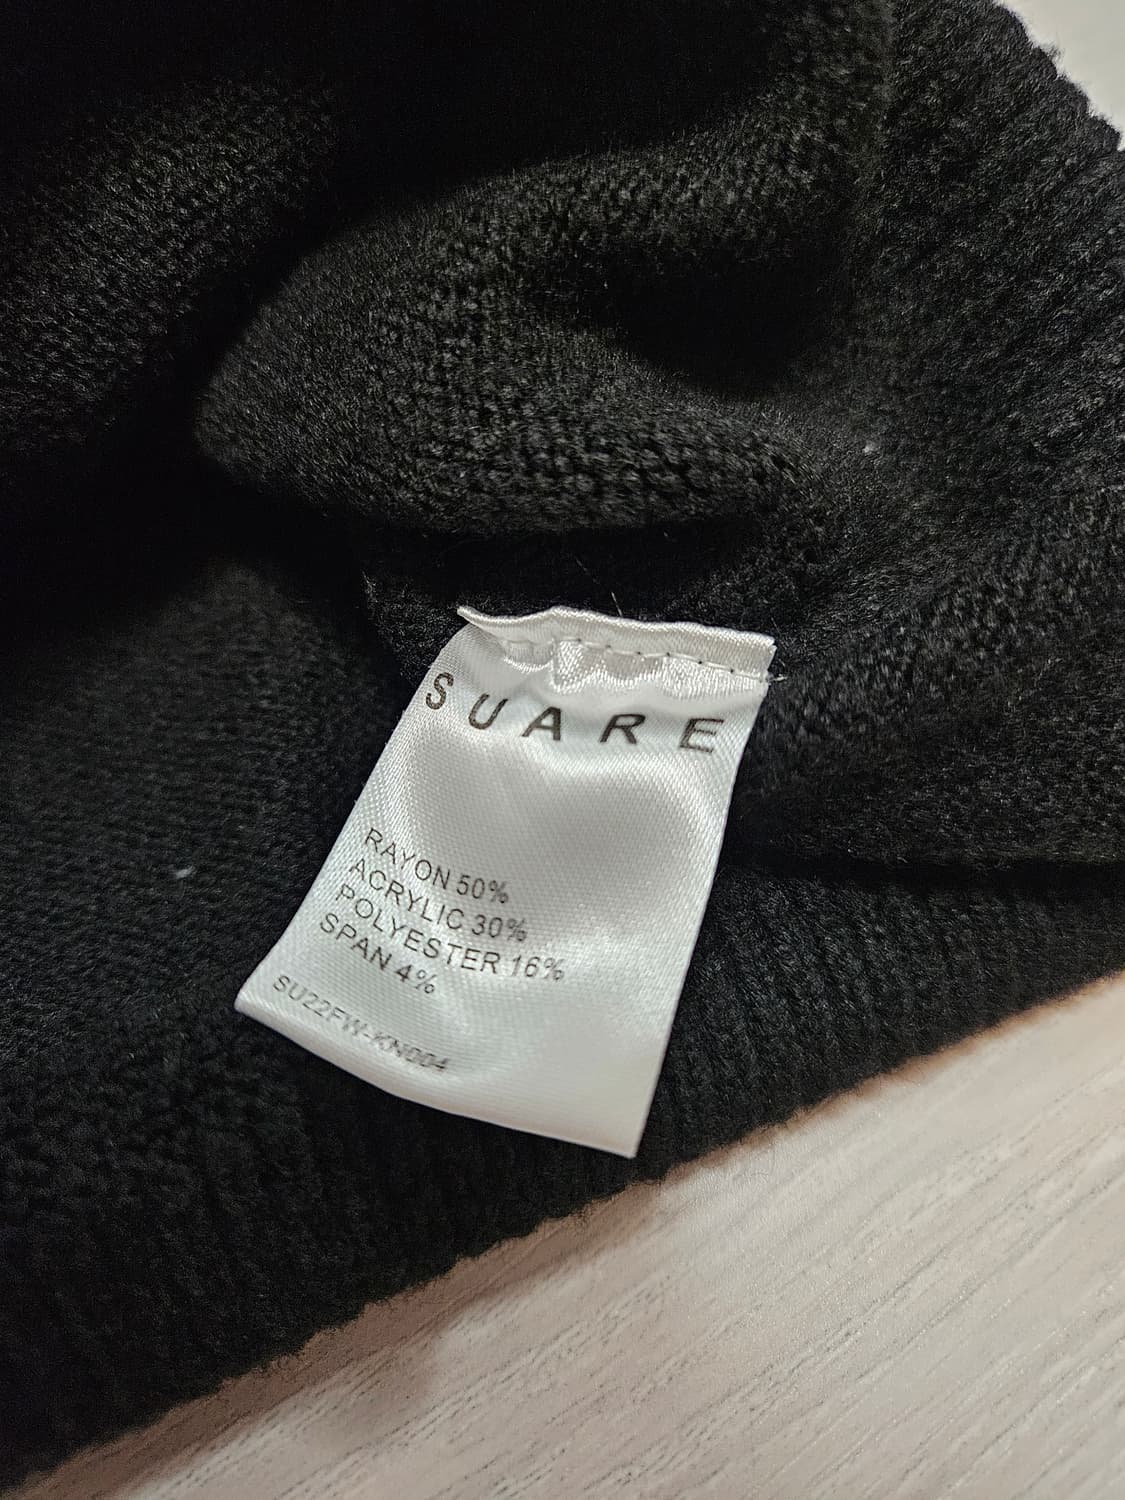 SUARE
RAYON 50%
ACRYLIC 30%
POLYESTER 16%
SPAN 4%
SU22FW-KN004